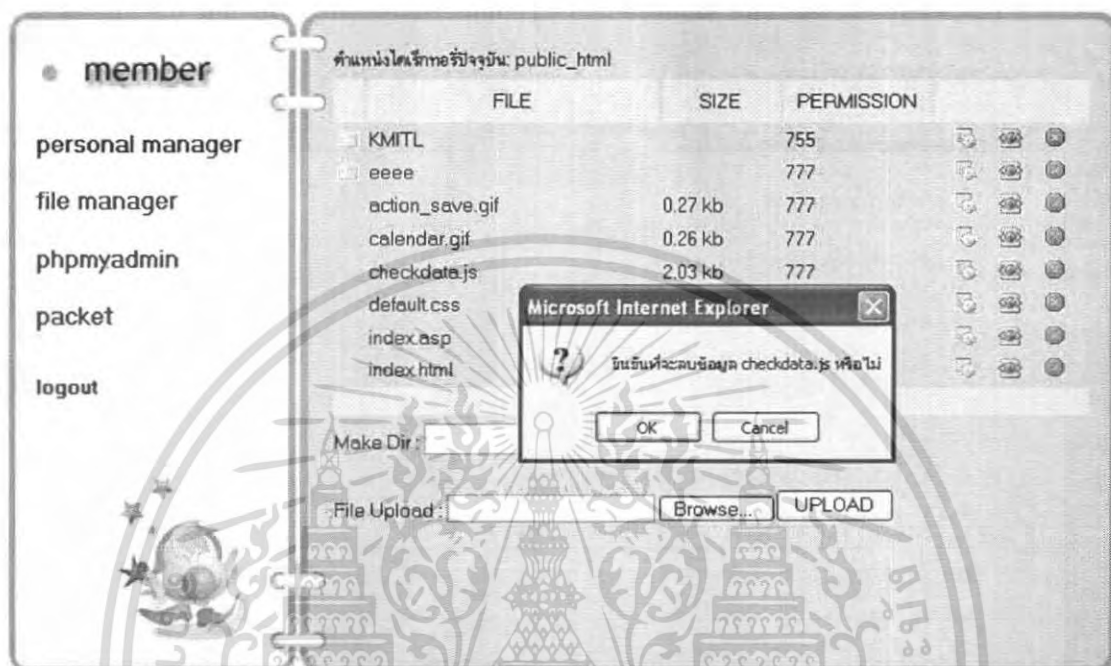 member
personal manager
file manager
phpmyadmin
packet
logout
ตำแหน่งไดเร็กทอรี่ปัจจุบัน: public_html
FILE SIZE PERMISSION
KMITL 755
eeee 777
action_save.gif 0.27 kb 777
calendar.gif 0.26 kb 777
checkdata.js 2.03 kb 777
default.css
index.asp
index.html
Microsoft Internet Explorer
ยืนยันที่จะลบข้อมูล checkdata.js หรือไม่
OK Cancel
Make Dir :
File Upload : Browse... UPLOAD